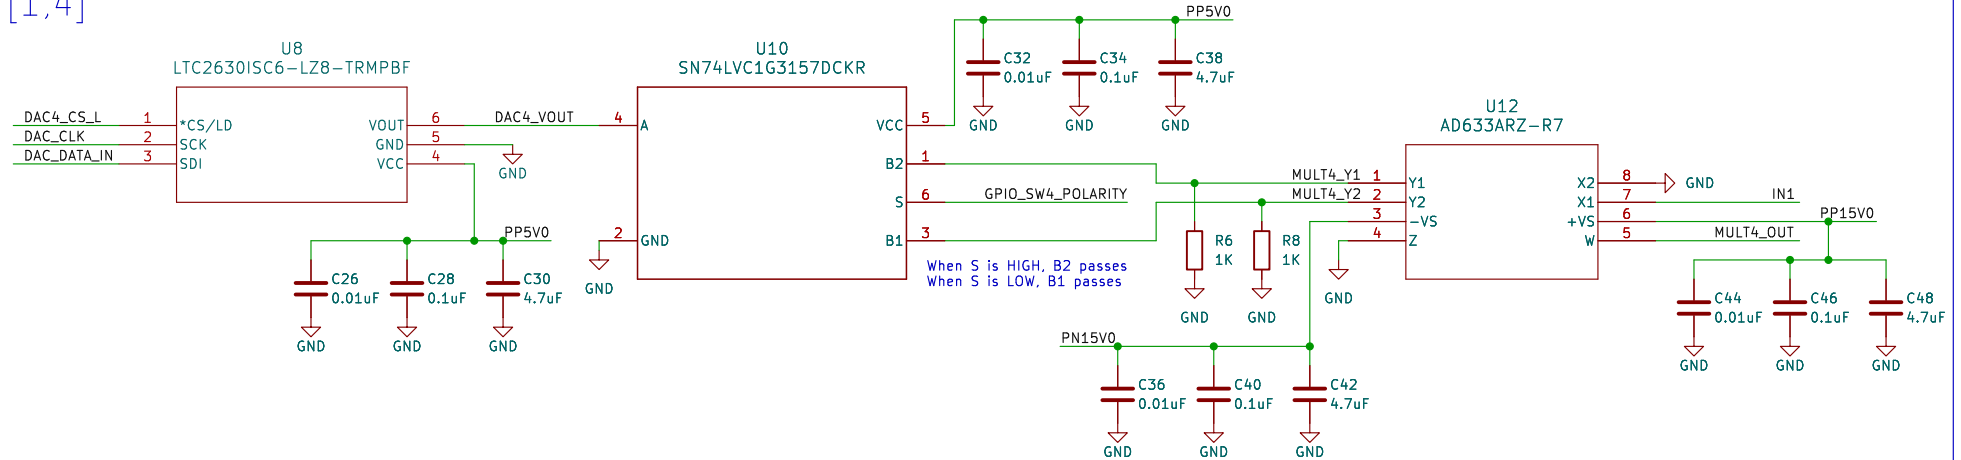 [1,4]
U8
LTC2630ISC6-LZ8-TRMPBF
DAC4_CS_L 1 *CS/LD
DAC_CLK 2 SCK
DAC_DATA_IN 3 SDI
VOUT 6 DAC4_VOUT
GND 5
VCC 4
GND
PP5V0
C26
0.01uF
GND
C28
0.1uF
GND
C30
4.7uF
GND
U10
SN74LVC1G3157DCKR
4 A
2 GND
GND
VCC 5
B2 1
S 6 GPIO_SW4_POLARITY
B1 3
When S is HIGH, B2 passes
When S is LOW, B1 passes
PP5V0
C32
0.01uF
GND
C34
0.1uF
GND
C38
4.7uF
GND
R6
1K
GND
R8
1K
GND
PN15V0
C36
0.01uF
GND
C40
0.1uF
GND
C42
4.7uF
GND
U12
AD633ARZ-R7
MULT4_Y1 1 Y1
MULT4_Y2 2 Y2
3 -VS
4 Z
GND
X2 8 GND
X1 7 IN1
+VS 6 PP15V0
W 5 MULT4_OUT
C44
0.01uF
GND
C46
0.1uF
GND
C48
4.7uF
GND